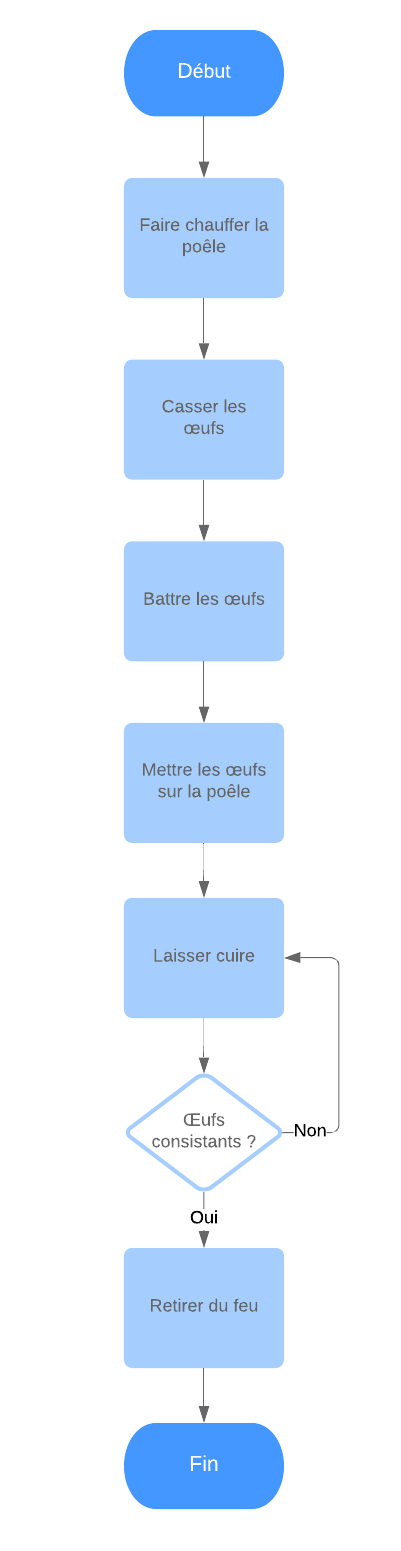 Début
Faire chauffer la
poêle
Casser les
œufs
Battre les œufs
Mettre les œufs
sur la poêle
Laisser cuire
Œufs
consistants ?
Non
Oui
Retirer du feu
Fin